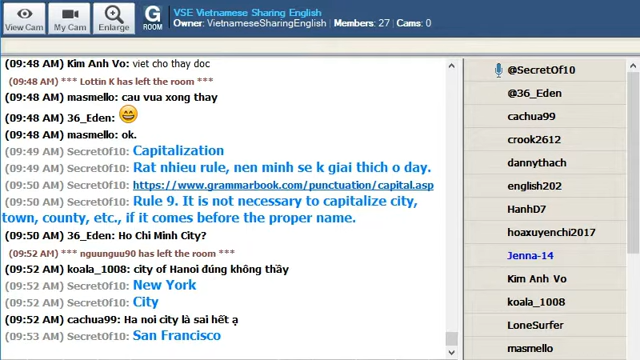 View Cam
My Cam
Enlarge
G
ROOM
VSE Vietnamese Sharing English
Owner: VietnameseSharingEnglish | Members: 27 | Cams: 0
(09:48 AM) Kim Anh Vo: viet cho thay doc
(09:48 AM) *** Lottin K has left the room ***
(09:48 AM) masmello: cau vua xong thay
(09:48 AM) 36_Eden:
(09:48 AM) masmello: ok.
(09:49 AM) SecretOf10: Capitalization
(09:49 AM) SecretOf10: Rat nhieu rule, nen minh se k giai thich o day.
(09:50 AM) SecretOf10: https://www.grammarbook.com/punctuation/capital.asp
(09:50 AM) SecretOf10: Rule 9. It is not necessary to capitalize city,
town, county, etc., if it comes before the proper name.
(09:50 AM) 36_Eden: Ho Chi Minh City?
(09:52 AM) *** nguunguu90 has left the room ***
(09:52 AM) koala_1008: city of Hanoi đúng không thầy
(09:52 AM) SecretOf10: New York
(09:52 AM) SecretOf10: City
(09:52 AM) cachua99: Ha noi city là sai hết ạ
(09:53 AM) SecretOf10: San Francisco
@SecretOf10
@36_Eden
cachua99
crook2612
dannythach
english202
HanhD7
hoaxuyenchi2017
Jenna-14
Kim Anh Vo
koala_1008
LoneSurfer
masmello